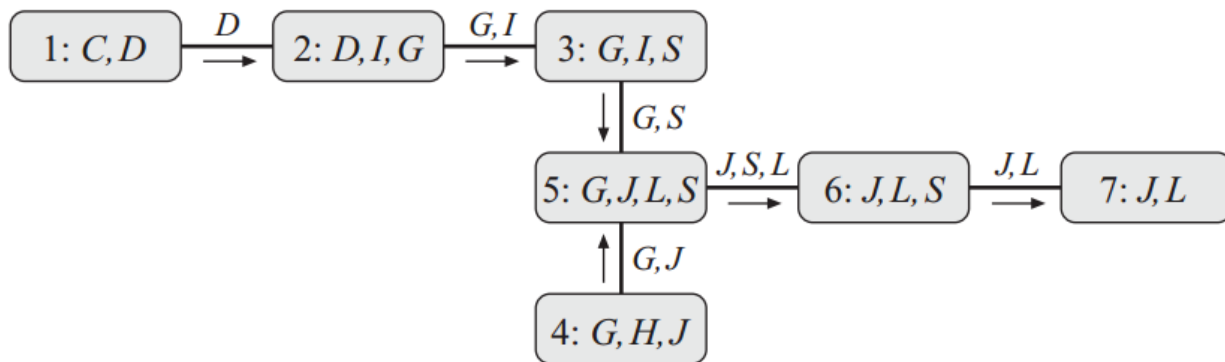 D
G, I
1: C, D
2: D, I, G
3: G, I, S
G, S
J, S, L
J, L
5: G, J, L, S
6: J, L, S
7: J, L
G, J
4: G, H, J